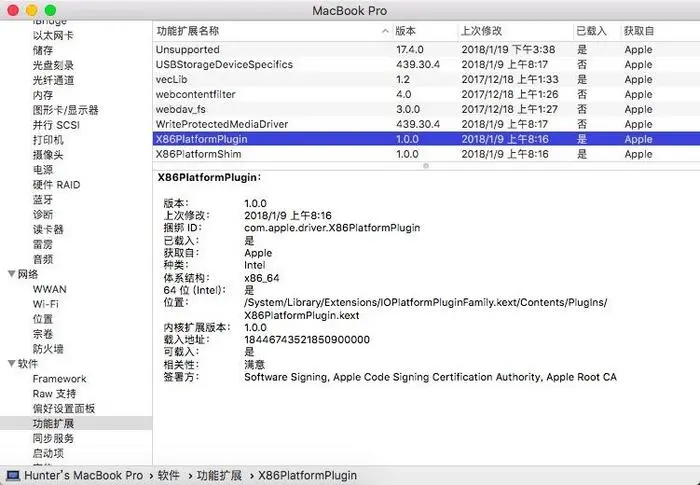 MacBook Pro
iBridge
以太网卡
储存
光盘刻录
光纤通道
内存
图形卡/显示器
并行 SCSI
打印机
摄像头
电源
硬件 RAID
蓝牙
诊断
读卡器
雷雳
音频
网络
WWAN
Wi-Fi
位置
宗卷
防火墙
软件
Framework
Raw 支持
偏好设置面板
功能扩展
同步服务
启动项
功能扩展名称 版本 上次修改 已载入 获取自
Unsupported 17.4.0 2018/1/19 下午3:38 是 Apple
USBStorageDeviceSpecifics 439.30.4 2018/1/9 上午8:17 否 Apple
vecLib 1.2 2017/12/18 上午1:33 是 Apple
webcontentfilter 4.0 2017/12/18 上午1:26 否 Apple
webdav_fs 3.0.0 2017/12/18 上午1:27 否 Apple
WriteProtectedMediaDriver 439.30.4 2018/1/9 上午8:17 否 Apple
X86PlatformPlugin 1.0.0 2018/1/9 上午8:16 是 Apple
X86PlatformShim 1.0.0 2018/1/9 上午8:16 是 Apple
X86PlatformPlugin：
版本： 1.0.0
上次修改： 2018/1/9 上午8:16
捆绑 ID： com.apple.driver.X86PlatformPlugin
已载入： 是
获取自： Apple
种类： Intel
体系结构： x86_64
64 位 (Intel)： 是
位置： /System/Library/Extensions/IOPlatformPluginFamily.kext/Contents/PlugIns/
X86PlatformPlugin.kext
内核扩展版本： 1.0.0
载入地址： 18446743521850900000
可载入： 是
相关性： 满意
签署方： Software Signing, Apple Code Signing Certification Authority, Apple Root CA
Hunter's MacBook Pro › 软件 › 功能扩展 › X86PlatformPlugin